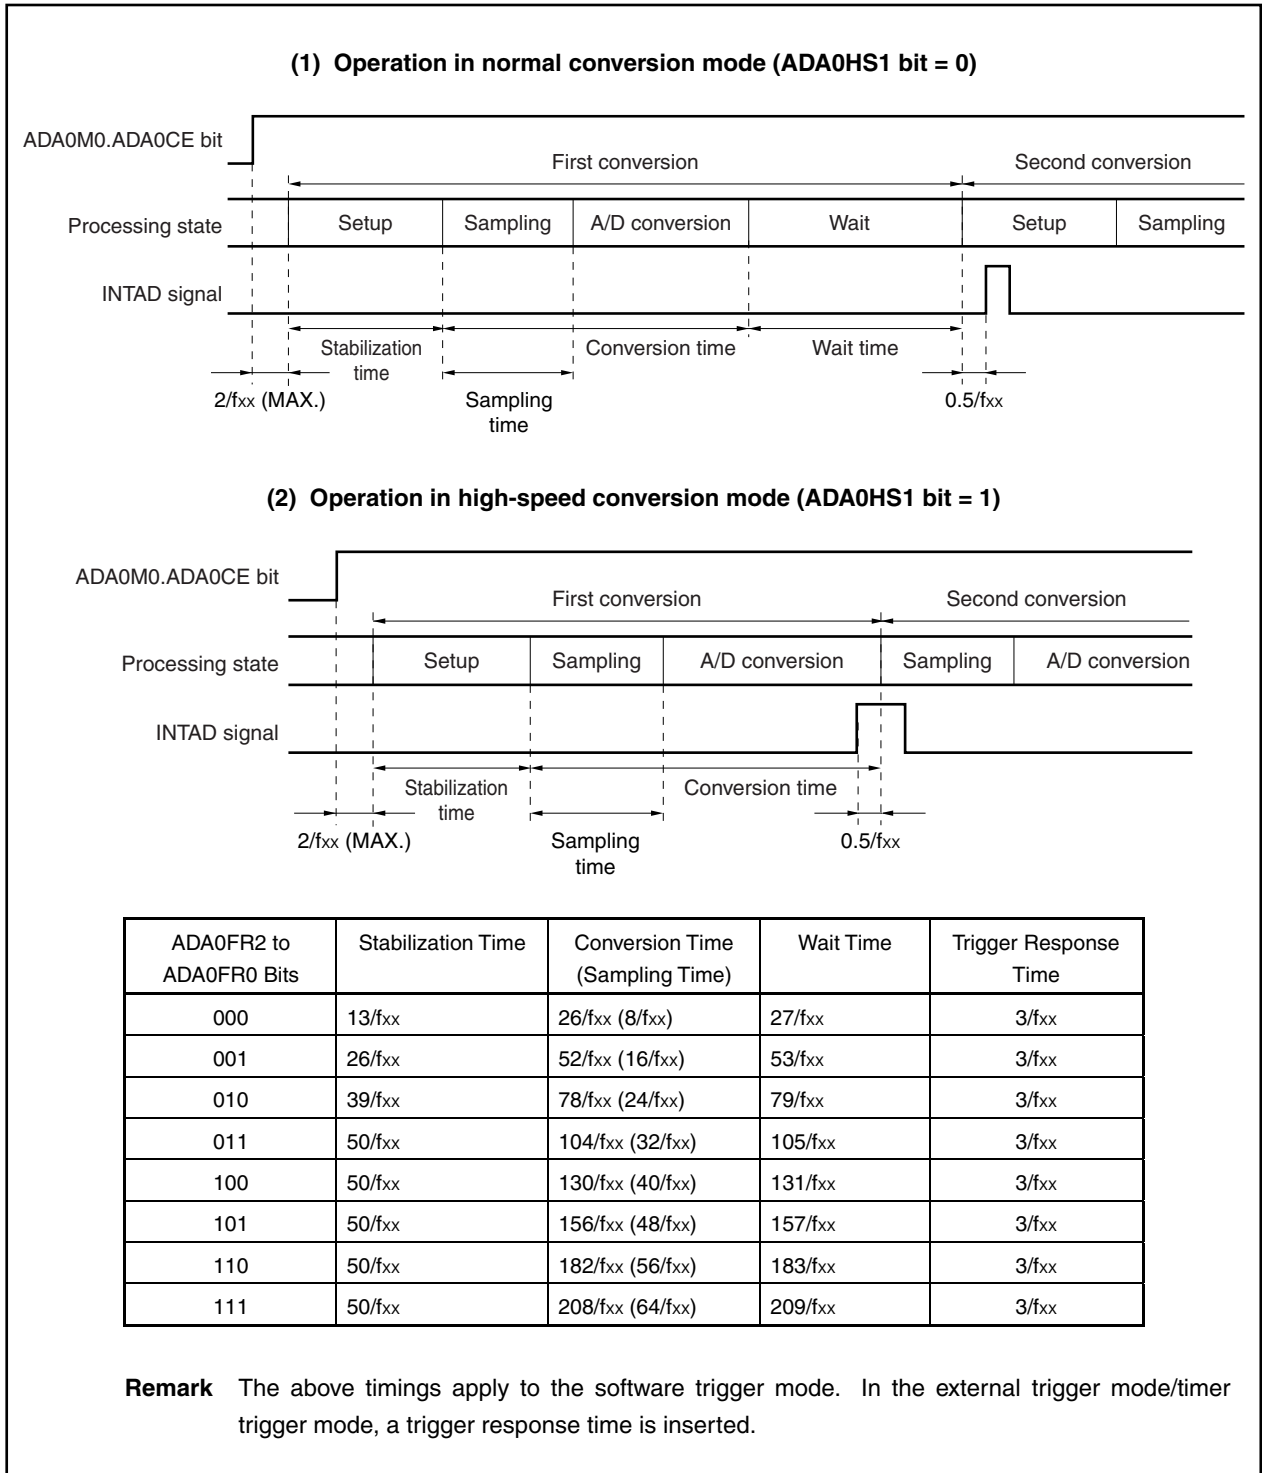 (1) Operation in normal conversion mode (ADA0HS1 bit = 0)
ADA0M0.ADA0CE bit
First conversion
Second conversion
Processing state
Setup
Sampling
A/D conversion
Wait
Setup
Sampling
INTAD signal
Stabilization
time
Conversion time
Wait time
2/fxx (MAX.)
Sampling
time
0.5/fxx
(2) Operation in high-speed conversion mode (ADA0HS1 bit = 1)
ADA0M0.ADA0CE bit
First conversion
Second conversion
Processing state
Setup
Sampling
A/D conversion
Sampling
A/D conversion
INTAD signal
Stabilization
time
Conversion time
2/fxx (MAX.)
Sampling
time
0.5/fxx
ADA0FR2 to
ADA0FR0 Bits
Stabilization Time
Conversion Time
(Sampling Time)
Wait Time
Trigger Response
Time
000 13/fxx 26/fxx (8/fxx) 27/fxx 3/fxx
001 26/fxx 52/fxx (16/fxx) 53/fxx 3/fxx
010 39/fxx 78/fxx (24/fxx) 79/fxx 3/fxx
011 50/fxx 104/fxx (32/fxx) 105/fxx 3/fxx
100 50/fxx 130/fxx (40/fxx) 131/fxx 3/fxx
101 50/fxx 156/fxx (48/fxx) 157/fxx 3/fxx
110 50/fxx 182/fxx (56/fxx) 183/fxx 3/fxx
111 50/fxx 208/fxx (64/fxx) 209/fxx 3/fxx
Remark The above timings apply to the software trigger mode. In the external trigger mode/timer
trigger mode, a trigger response time is inserted.